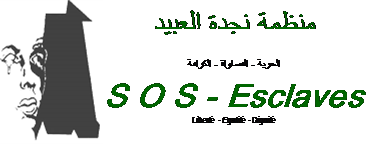 منظمة نجدة العبيد
الحرية - المساواة - الكرامة
S O S - Esclaves
Liberté - Egalité - Dignité